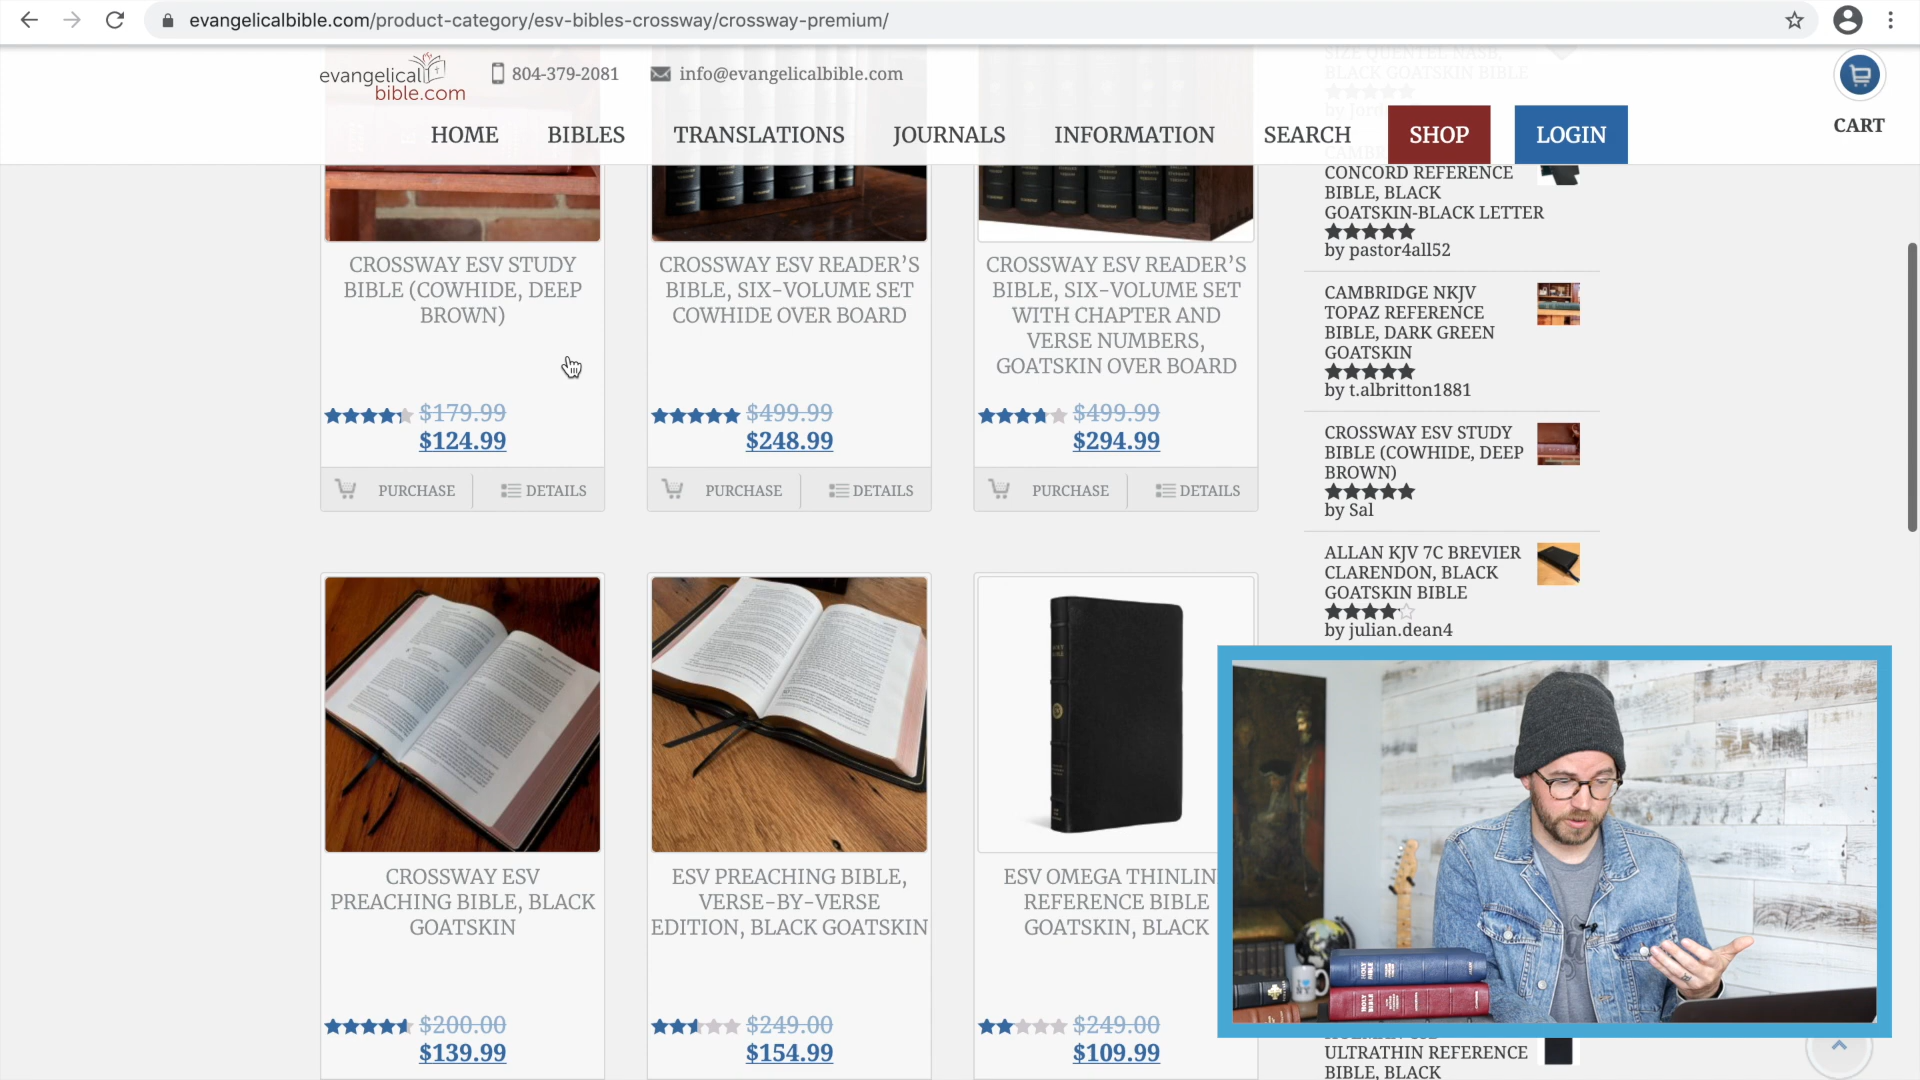 evangelicalbible.com/product-category/esv-bibles-crossway/crossway-premium/
evangelical
bible.com
804-379-2081
info@evangelicalbible.com
HOME
BIBLES
TRANSLATIONS
JOURNALS
INFORMATION
SEARCH
SHOP
LOGIN
CART
CROSSWAY ESV STUDY
BIBLE (COWHIDE, DEEP
BROWN)
$179.99
$124.99
PURCHASE
DETAILS
CROSSWAY ESV READER’S
BIBLE, SIX-VOLUME SET
COWHIDE OVER BOARD
$499.99
$248.99
PURCHASE
DETAILS
CROSSWAY ESV READER’S
BIBLE, SIX-VOLUME SET
WITH CHAPTER AND
VERSE NUMBERS,
GOATSKIN OVER BOARD
$499.99
$294.99
PURCHASE
DETAILS
CROSSWAY ESV
PREACHING BIBLE, BLACK
GOATSKIN
$200.00
$139.99
ESV PREACHING BIBLE,
VERSE-BY-VERSE
EDITION, BLACK GOATSKIN
$249.00
$154.99
ESV OMEGA THINLIN
REFERENCE BIBLE
GOATSKIN, BLACK
$249.00
$109.99
SIZE QUENTEL NASB,
BLACK GOATSKIN BIBLE
CONCORD REFERENCE
BIBLE, BLACK
GOATSKIN-BLACK LETTER
by pastor4all52
CAMBRIDGE NKJV
TOPAZ REFERENCE
BIBLE, DARK GREEN
GOATSKIN
by t.albritton1881
CROSSWAY ESV STUDY
BIBLE (COWHIDE, DEEP
BROWN)
by Sal
ALLAN KJV 7C BREVIER
CLARENDON, BLACK
GOATSKIN BIBLE
by julian.dean4
HOLY BIBLE
HOLY BIBLE
ULTRATHIN REFERENCE
BIBLE, BLACK